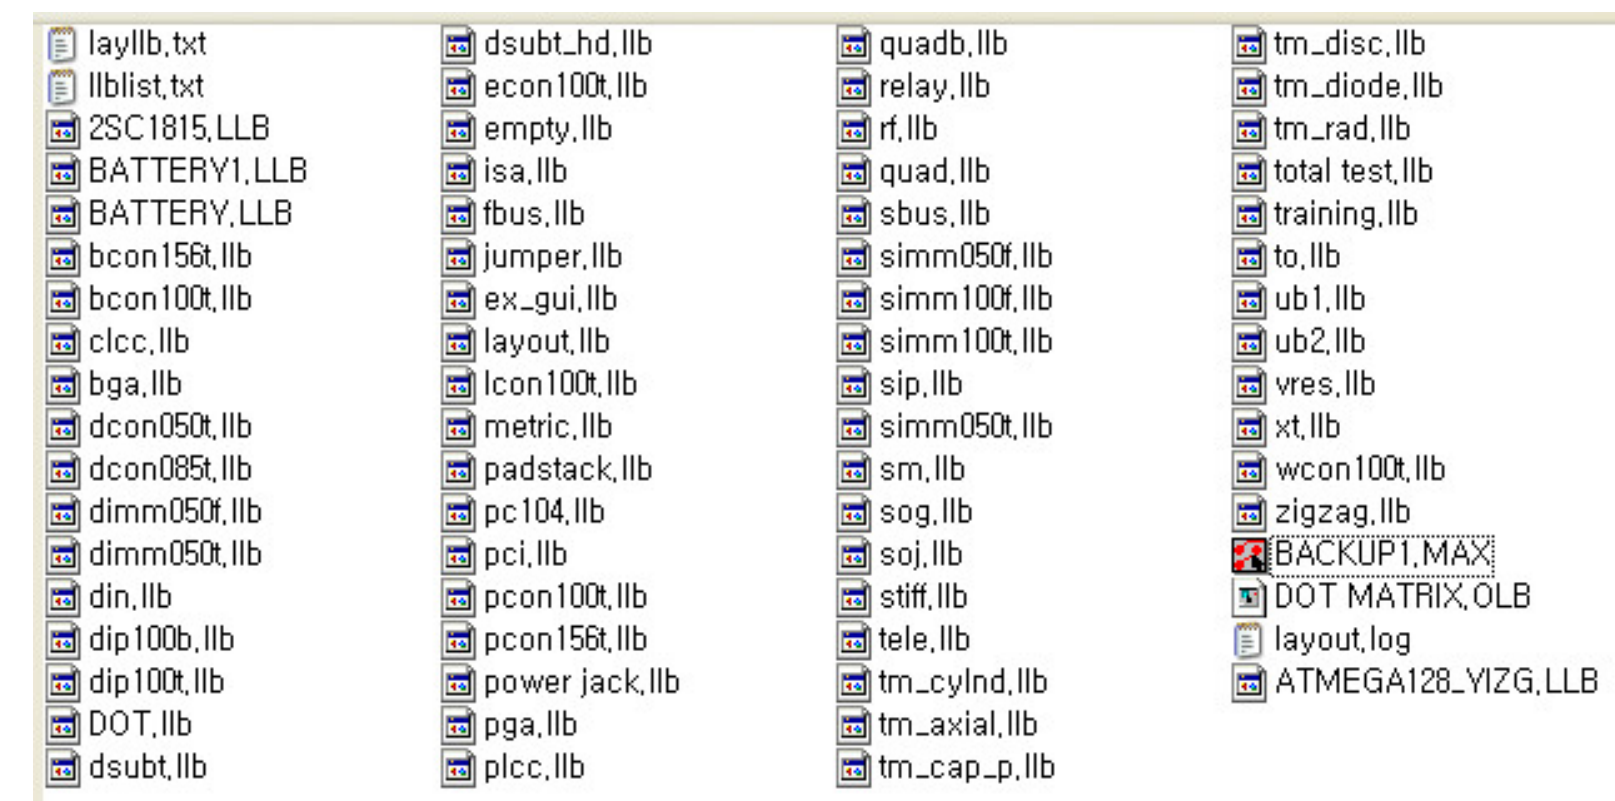 layllb.txt
llblist.txt
2SC1815.LLB
BATTERY1.LLB
BATTERY.LLB
bcon156t.llb
bcon100t.llb
clcc.llb
bga.llb
dcon050t.llb
dcon085t.llb
dimm050f.llb
dimm050t.llb
din.llb
dip100b.llb
dip100t.llb
DOT.llb
dsubt.llb
dsubt_hd.llb
econ100t.llb
empty.llb
isa.llb
fbus.llb
jumper.llb
ex_gui.llb
layout.llb
lcon100t.llb
metric.llb
padstack.llb
pc104.llb
pci.llb
pcon100t.llb
pcon156t.llb
power jack.llb
pga.llb
plcc.llb
quadb.llb
relay.llb
rf.llb
quad.llb
sbus.llb
simm050f.llb
simm100f.llb
simm100t.llb
sip.llb
simm050t.llb
sm.llb
sog.llb
soj.llb
stiff.llb
tele.llb
tm_cylnd.llb
tm_axial.llb
tm_cap_p.llb
tm_disc.llb
tm_diode.llb
tm_rad.llb
total test.llb
training.llb
to.llb
ub1.llb
ub2.llb
vres.llb
xt.llb
wcon100t.llb
zigzag.llb
BACKUP1.MAX
DOT MATRIX.OLB
layout.log
ATMEGA128_YIZG.LLB